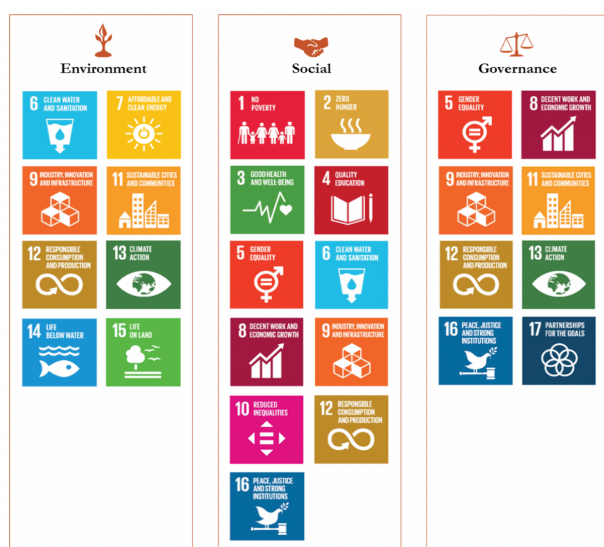 Environment
6 CLEAN WATER
AND SANITATION
7 AFFORDABLE AND
CLEAN ENERGY
9 INDUSTRY, INNOVATION
AND INFRASTRUCTURE
11 SUSTAINABLE CITIES
AND COMMUNITIES
12 RESPONSIBLE
CONSUMPTION
AND PRODUCTION
13 CLIMATE
ACTION
14 LIFE
BELOW WATER
15 LIFE
ON LAND
Social
1 NO
POVERTY
2 ZERO
HUNGER
3 GOOD HEALTH
AND WELL-BEING
4 QUALITY
EDUCATION
5 GENDER
EQUALITY
6 CLEAN WATER
AND SANITATION
8 DECENT WORK AND
ECONOMIC GROWTH
9 INDUSTRY, INNOVATION
AND INFRASTRUCTURE
10 REDUCED
INEQUALITIES
12 RESPONSIBLE
CONSUMPTION
AND PRODUCTION
16 PEACE, JUSTICE
AND STRONG
INSTITUTIONS
Governance
5 GENDER
EQUALITY
8 DECENT WORK AND
ECONOMIC GROWTH
9 INDUSTRY, INNOVATION
AND INFRASTRUCTURE
11 SUSTAINABLE CITIES
AND COMMUNITIES
12 RESPONSIBLE
CONSUMPTION
AND PRODUCTION
13 CLIMATE
ACTION
16 PEACE, JUSTICE
AND STRONG
INSTITUTIONS
17 PARTNERSHIPS
FOR THE GOALS